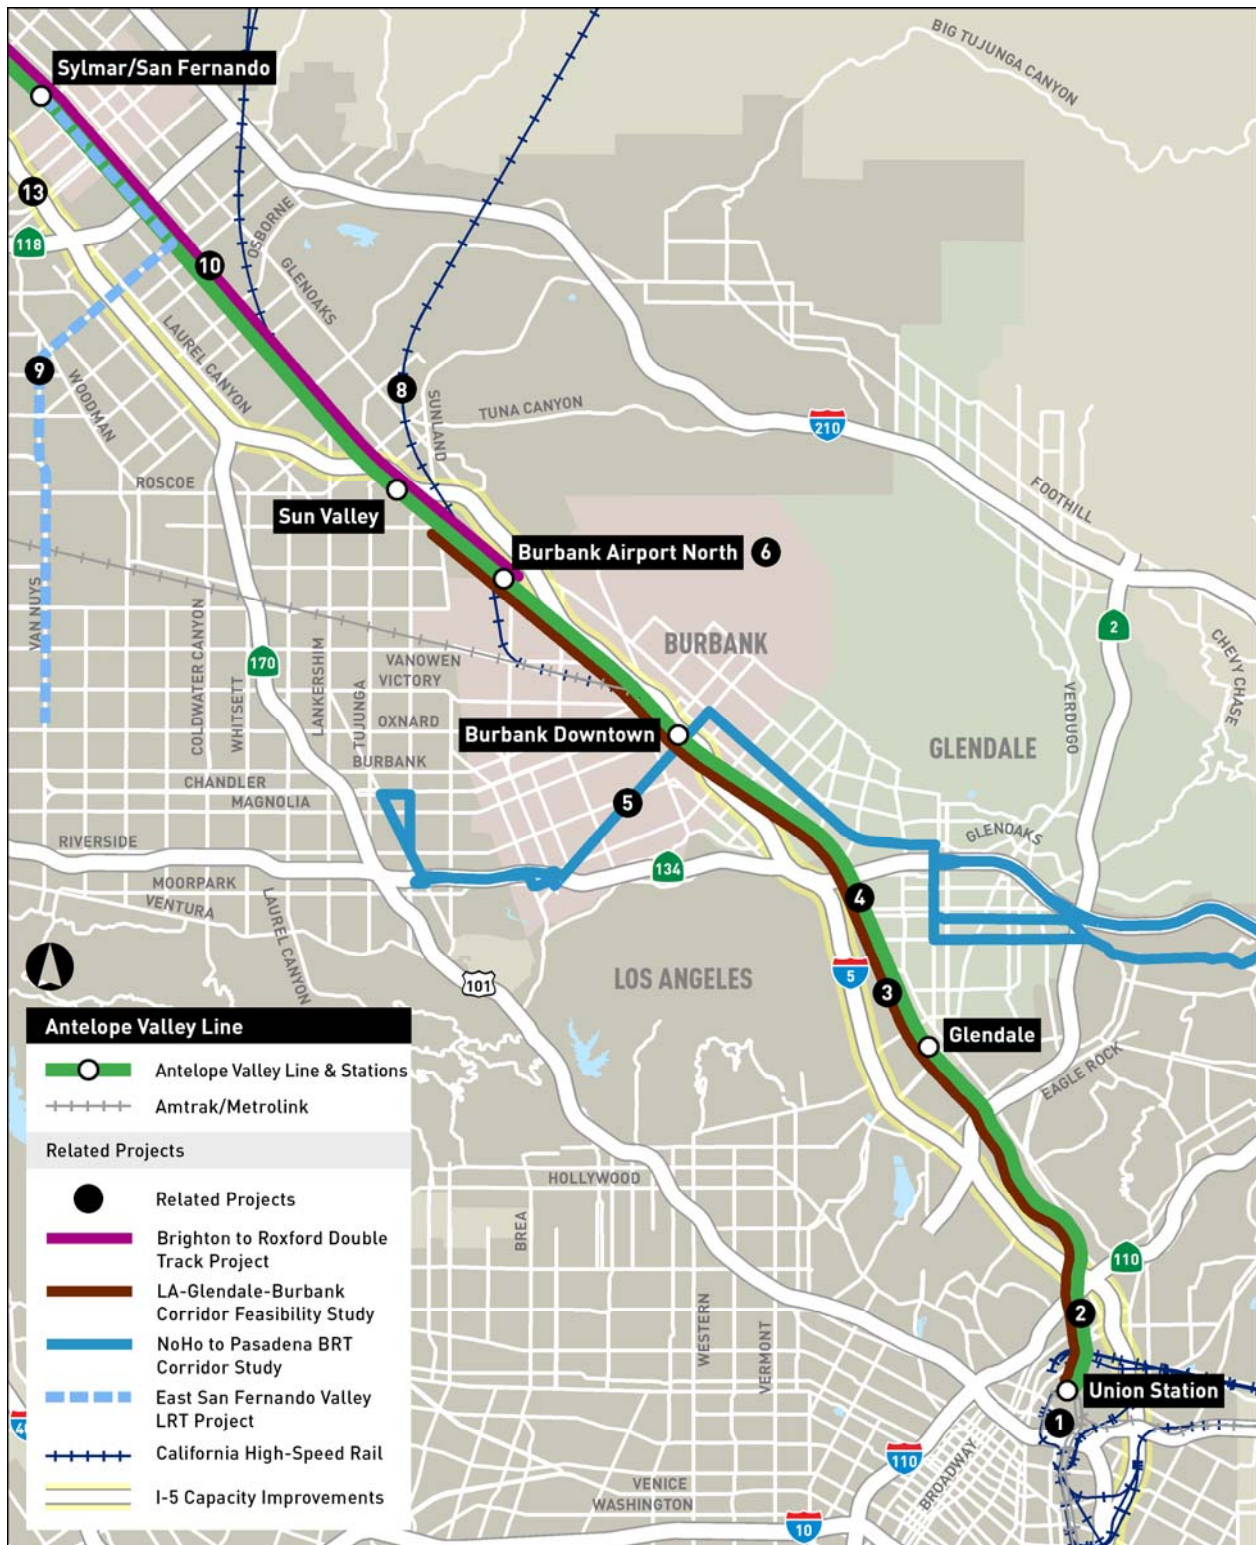 BIG TUJUNGA CANYON
Sylmar/San Fernando
13
118
10
OSBORNE
GLENOAKS
LAUREL CANYON
9
WOODMAN
8
SUNLAND
TUNA CANYON
210
ROSCOE
FOOTHILL
Sun Valley
Burbank Airport North 6
VAN NUYS
COLDWATER CANYON
WHITSETT
170
LANKERSHIM
TUJUNGA
VANOWEN
VICTORY
BURBANK
2
CHEVY CHASE
VERDUGO
OXNARD
Burbank Downtown
GLENDALE
BURBANK
CHANDLER
MAGNOLIA
5
RIVERSIDE
GLENOAKS
134
MOORPARK
VENTURA
LAUREL CANYON
4
LOS ANGELES
5
101
3
Glendale
EAGLE ROCK
Antelope Valley Line
Antelope Valley Line & Stations
Amtrak/Metrolink
Related Projects
Related Projects
Brighton to Roxford Double
Track Project
LA-Glendale-Burbank
Corridor Feasibility Study
NoHo to Pasadena BRT
Corridor Study
East San Fernando Valley
LRT Project
California High-Speed Rail
I-5 Capacity Improvements
HOLLYWOOD
BREA
110
2
WESTERN
VERMONT
Union Station
1
110
BROADWAY
VENICE
WASHINGTON
10